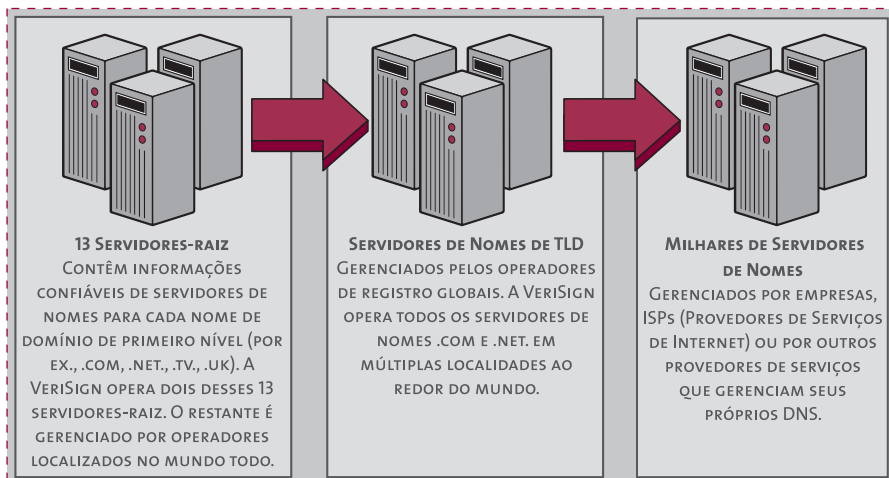 13 Servidores-raiz
Contêm informações
confiáveis de servidores de
nomes para cada nome de
domínio de primeiro nível (por
ex., .com, .net., .tv., .uk). A
VeriSign opera dois desses 13
servidores-raiz. O restante é
gerenciado por operadores
localizados no mundo todo.
Servidores de Nomes de TLD
Gerenciados pelos operadores
de registro globais. A VeriSign
opera todos os servidores de
nomes .com e .net. em
múltiplas localidades ao
redor do mundo.
Milhares de Servidores
de Nomes
Gerenciados por empresas,
ISPs (Provedores de Serviços
de Internet) ou por outros
provedores de serviços
que gerenciam seus
próprios DNS.